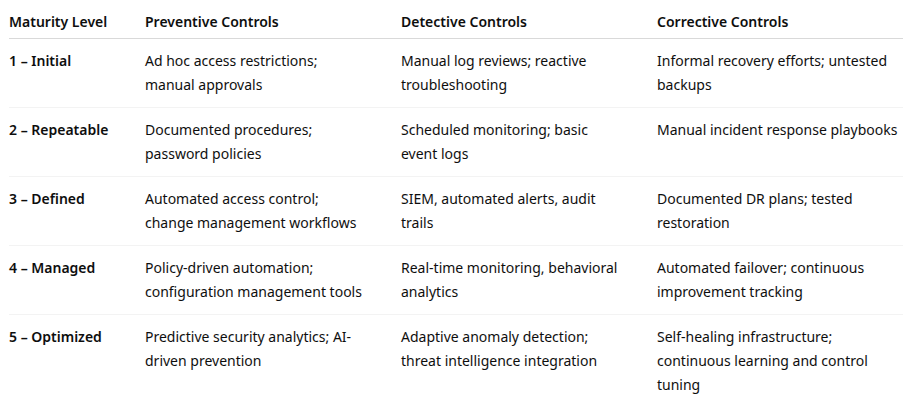 Maturity Level Preventive Controls Detective Controls Corrective Controls
1 – Initial Ad hoc access restrictions; Manual log reviews; reactive Informal recovery efforts; untested
manual approvals troubleshooting backups
2 – Repeatable Documented procedures; Scheduled monitoring; basic Manual incident response playbooks
password policies event logs
3 – Defined Automated access control; SIEM, automated alerts, audit Documented DR plans; tested
change management workflows trails restoration
4 – Managed Policy-driven automation; Real-time monitoring, behavioral Automated failover; continuous
configuration management tools analytics improvement tracking
5 – Optimized Predictive security analytics; AI- Adaptive anomaly detection; Self-healing infrastructure;
driven prevention threat intelligence integration continuous learning and control
tuning